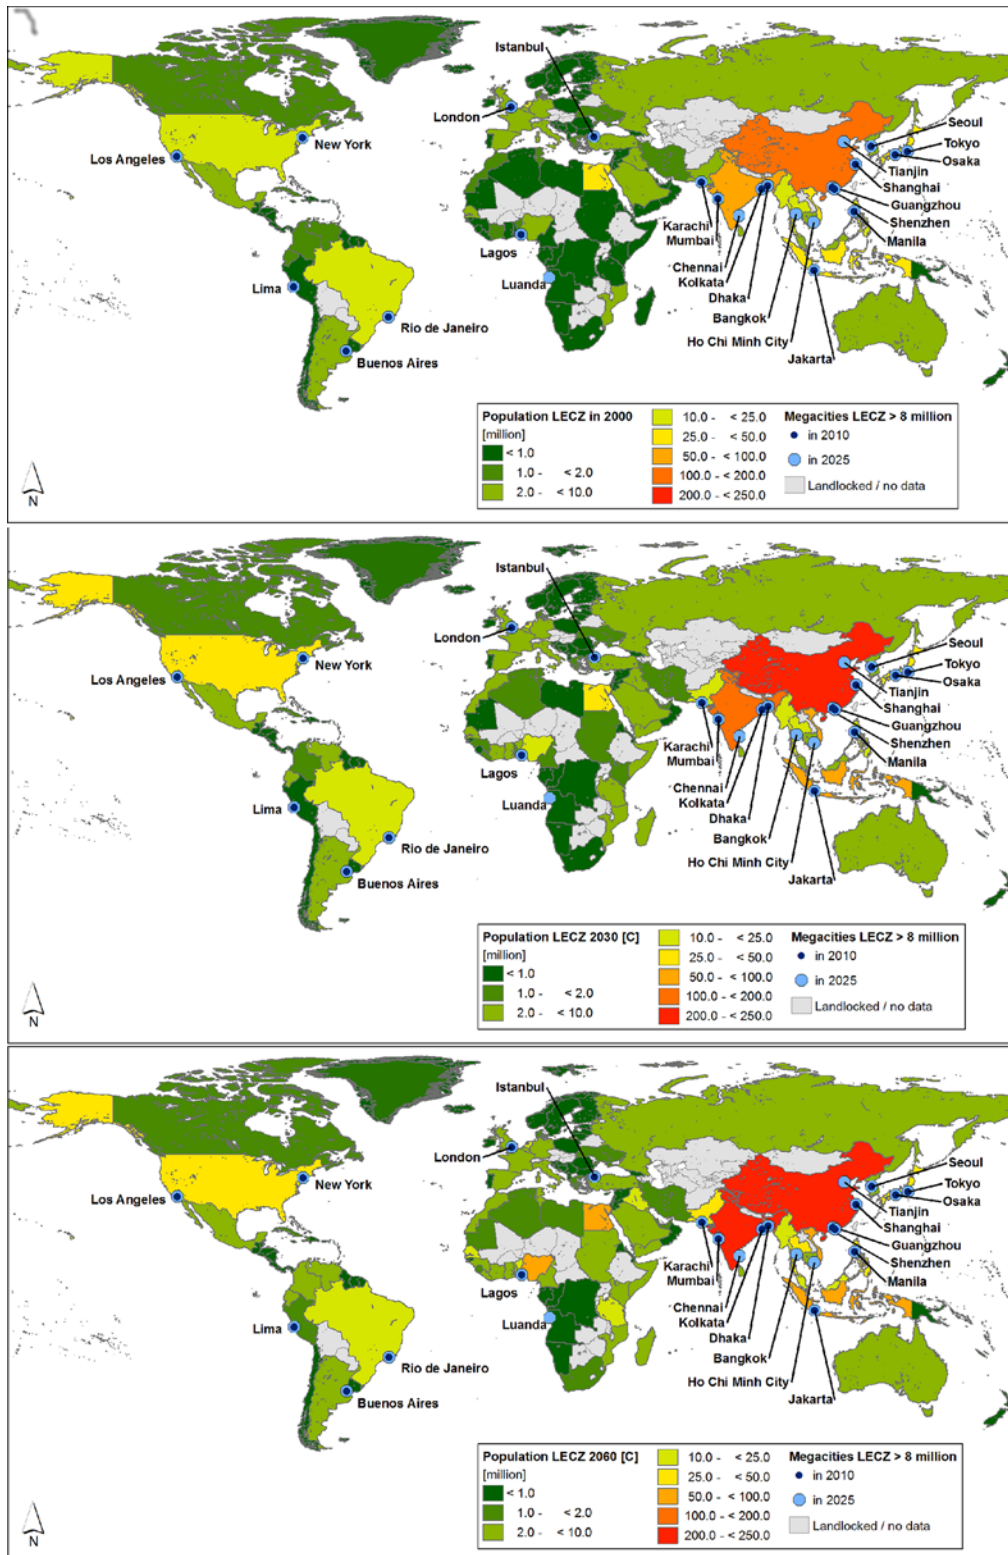 Istanbul
London
Los Angeles
New York
Seoul
Tokyo
Osaka
Tianjin
Shanghai
Guangzhou
Shenzhen
Manila
Karachi
Mumbai
Chennai
Kolkata
Dhaka
Bangkok
Ho Chi Minh City
Jakarta
Lagos
Luanda
Lima
Rio de Janeiro
Buenos Aires
N
Population LECZ in 2000
[million]
< 1.0
1.0 - < 2.0
2.0 - < 10.0
10.0 - < 25.0
25.0 - < 50.0
50.0 - < 100.0
100.0 - < 200.0
200.0 - < 250.0
Megacities LECZ > 8 million
in 2010
in 2025
Landlocked / no data
Istanbul
London
Los Angeles
New York
Seoul
Tokyo
Osaka
Tianjin
Shanghai
Guangzhou
Shenzhen
Manila
Karachi
Mumbai
Chennai
Kolkata
Dhaka
Bangkok
Ho Chi Minh City
Jakarta
Lagos
Luanda
Lima
Rio de Janeiro
Buenos Aires
N
Population LECZ 2030 [C]
[million]
< 1.0
1.0 - < 2.0
2.0 - < 10.0
10.0 - < 25.0
25.0 - < 50.0
50.0 - < 100.0
100.0 - < 200.0
200.0 - < 250.0
Megacities LECZ > 8 million
in 2010
in 2025
Landlocked / no data
Istanbul
London
Los Angeles
New York
Seoul
Tokyo
Osaka
Tianjin
Shanghai
Guangzhou
Shenzhen
Manila
Karachi
Mumbai
Chennai
Kolkata
Dhaka
Bangkok
Ho Chi Minh City
Jakarta
Lagos
Luanda
Lima
Rio de Janeiro
Buenos Aires
N
Population LECZ 2060 [C]
[million]
< 1.0
1.0 - < 2.0
2.0 - < 10.0
10.0 - < 25.0
25.0 - < 50.0
50.0 - < 100.0
100.0 - < 200.0
200.0 - < 250.0
Megacities LECZ > 8 million
in 2010
in 2025
Landlocked / no data